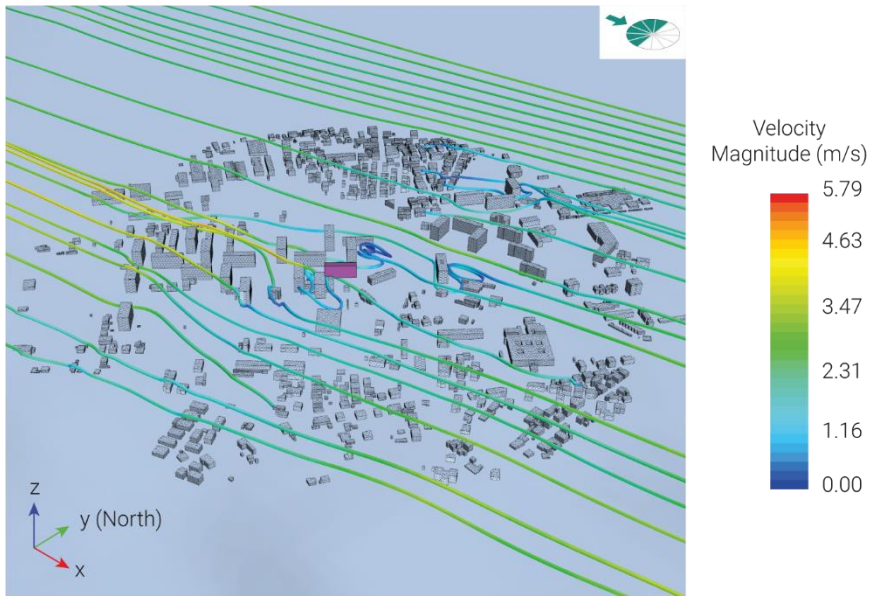 Velocity
Magnitude (m/s)
5.79
4.63
3.47
2.31
1.16
0.00
z
y (North)
x